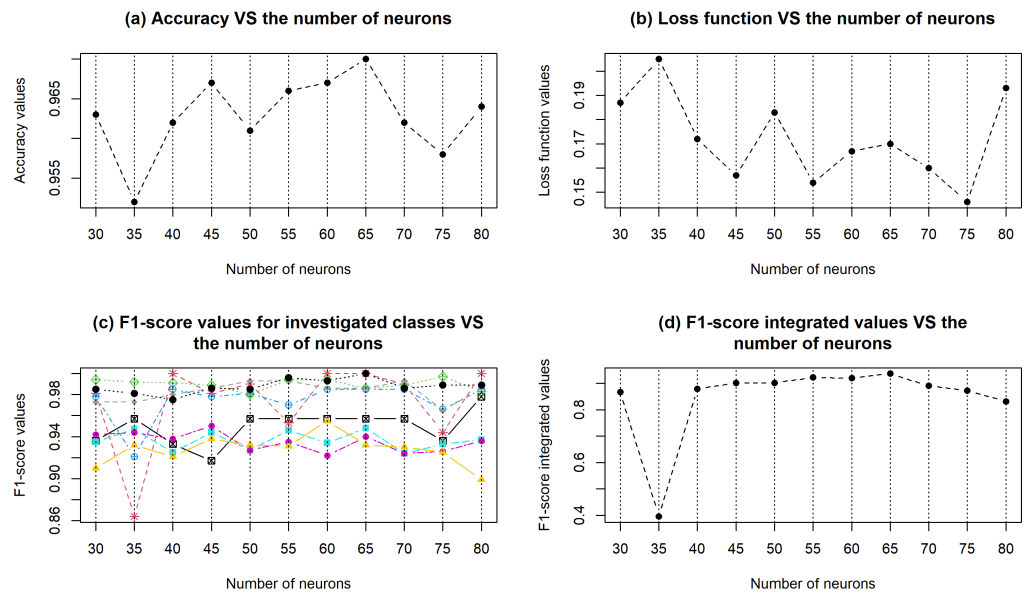 (a) Accuracy VS the number of neurons
Accuracy values
0.955 0.965
30 35 40 45 50 55 60 65 70 75 80
Number of neurons
(b) Loss function VS the number of neurons
Loss function values
0.15 0.17 0.19
30 35 40 45 50 55 60 65 70 75 80
Number of neurons
(c) F1-score values for investigated classes VS
the number of neurons
F1-score values
0.86 0.90 0.94 0.98
30 35 40 45 50 55 60 65 70 75 80
Number of neurons
(d) F1-score integrated values VS the
number of neurons
F1-score integrated values
0.4 0.6 0.8
30 35 40 45 50 55 60 65 70 75 80
Number of neurons